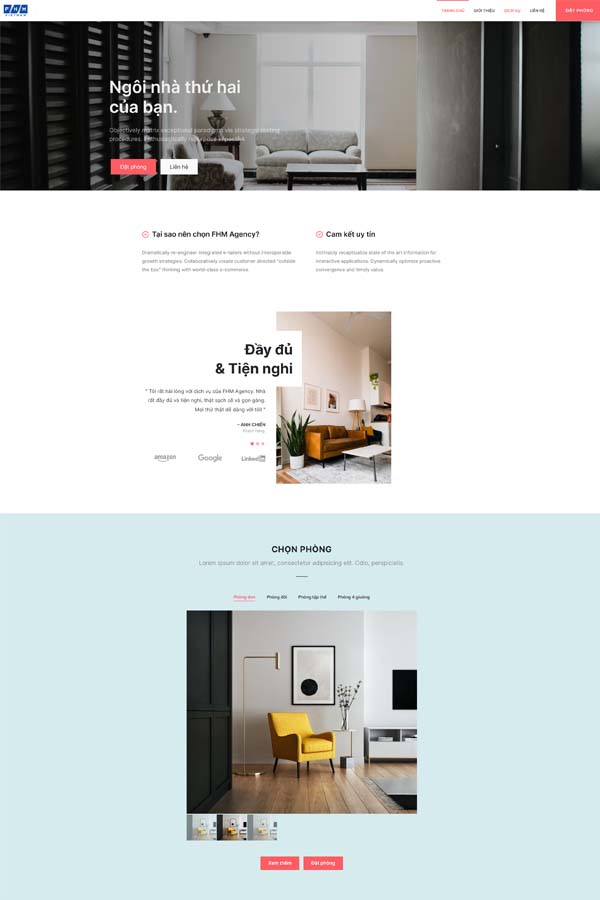 FHM
VIETNAM
TRANG CHỦ
GIỚI THIỆU
DỊCH VỤ
LIÊN HỆ
ĐẶT PHÒNG
Ngôi nhà thứ hai
của bạn.
Objectively matrix exceptional paradigms via strategic testing
procedures. Enthusiastically repurpose impactful.
Đặt phòng
Liên hệ
Tại sao nên chọn FHM Agency?
Dramatically re-engineer integrated e-tailers without interoperable
growth strategies. Collaboratively create customer directed "outside
the box" thinking with world-class e-commerce.
Cam kết uy tín
Intrinsicly recaptiualize state of the art information for
interactive applications. Dynamically optimize proactive
convergence and timely value.
Đầy đủ
& Tiện nghi
" Tôi rất hài lòng với dịch vụ của FHM Agency. Nhà
rất đầy đủ và tiện nghi, thật sạch sẽ và gọn gàng.
Mọi thứ thật dễ dàng với tôi! "
– ANH CHIẾN
Khách hàng
amazon
Google
LinkedIn
CHỌN PHÒNG
Lorem ipsum dolor sit amet, consectetur adipisicing elit. Odio, perspiciatis.
Phòng đơn
Phòng đôi
Phòng tập thể
Phòng 4 giường
Xem thêm
Đặt phòng